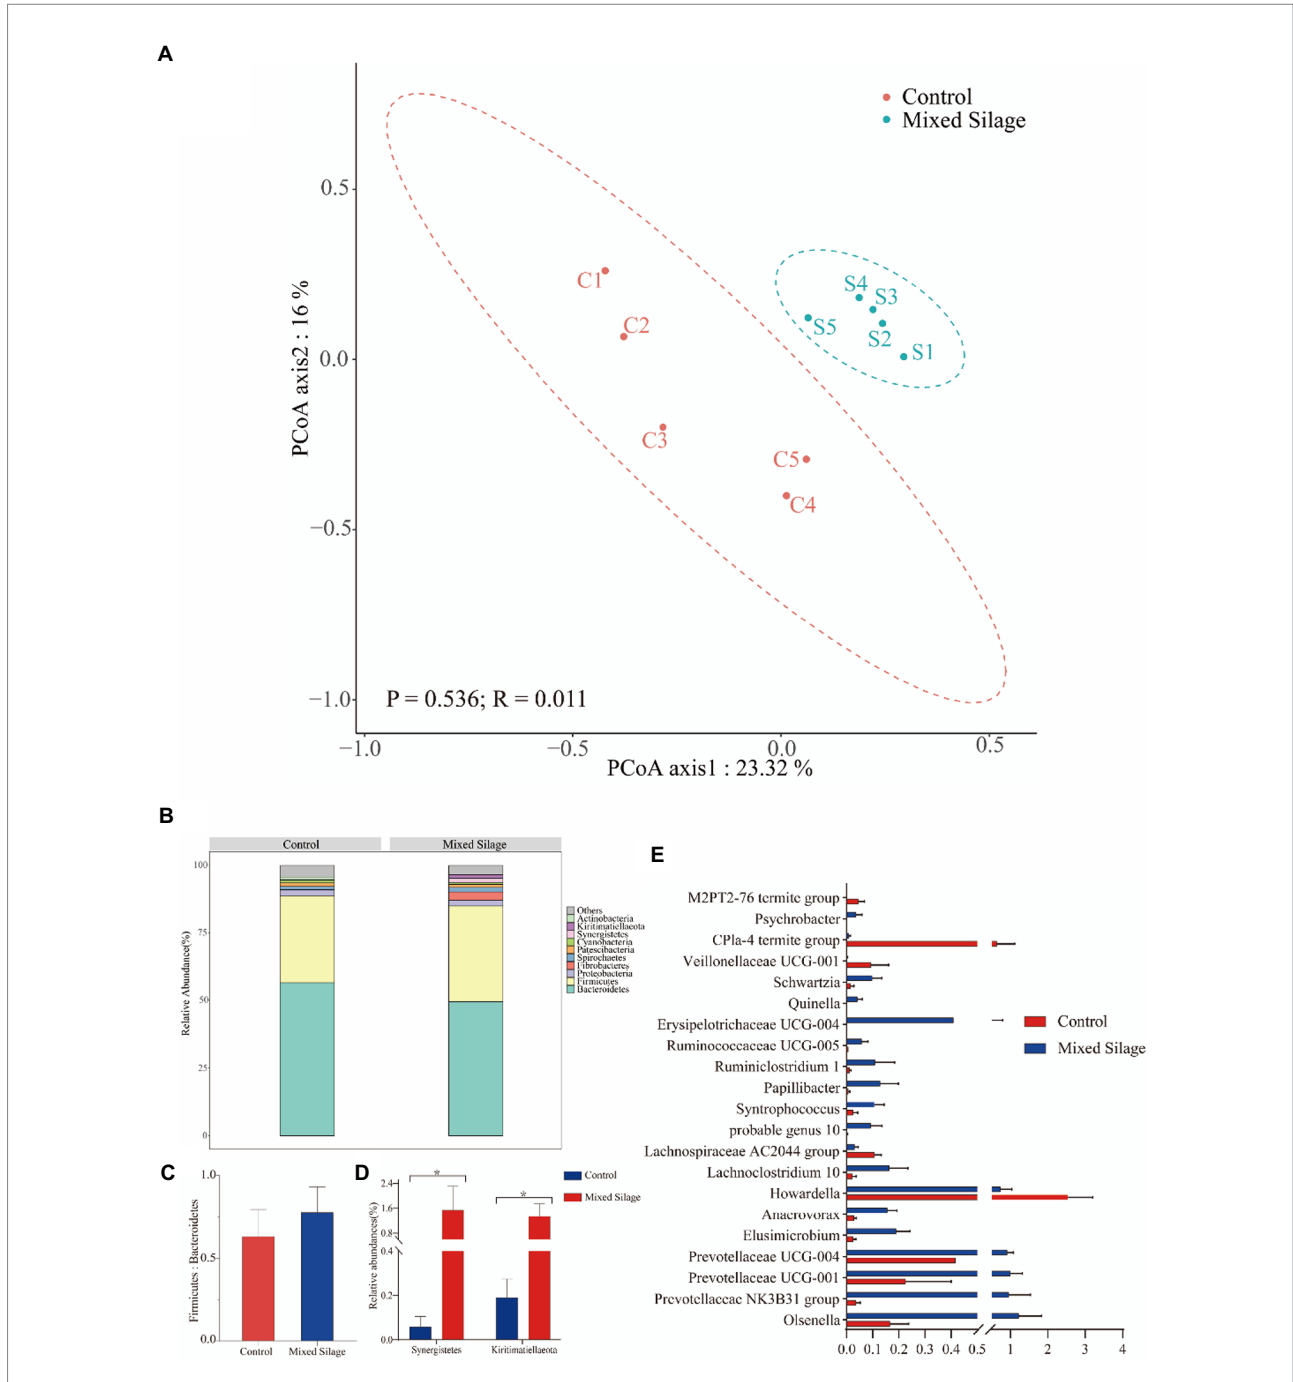 A
Control
Mixed Silage
0.5
0.0
−0.5
−1.0
PCoA axis2 : 16 %
C1
C2
C3
C5
C4
S4
S3
S5
S2
S1
P = 0.536; R = 0.011
−1.0
−0.5
0.0
0.5
PCoA axis1 : 23.32 %
B
Control
Mixed Silage
100
75
50
25
0
Relative Abundance(%)
Others
Actinobacteria
Kiritimatiellaeota
Synergistetes
Cyanobacteria
Patescibacteria
Spirochaetes
Fibrobacteres
Proteobacteria
Firmicutes
Bacteroidetes
C
1.0
0.5
0.0
Firmicutes : Bacteroidetes
Control
Mixed Silage
D
Control
Mixed Silage
2.4
1.6
0.8
0.4
0.2
0.0
Relative abundances(%)
*
*
Synergistetes
Kiritimatiellaeota
E
M2PT2-76 termite group
Psychrobacter
CPla-4 termite group
Veillonellaceae UCG-001
Schwartzia
Quinella
Erysipelotrichaceae UCG-004
Ruminococcaceae UCG-005
Ruminiclostridium 1
Papillibacter
Syntrophococcus
probable genus 10
Lachnospiraceae AC2044 group
Lachnoclostridium 10
Howardella
Anacrovorax
Elusimicrobium
Prevotellaceae UCG-004
Prevotellaceae UCG-001
Prevotellaceae NK3B31 group
Olsenella
Control
Mixed Silage
0.0 0.1 0.2 0.3 0.4 0.5 1 2 3 4